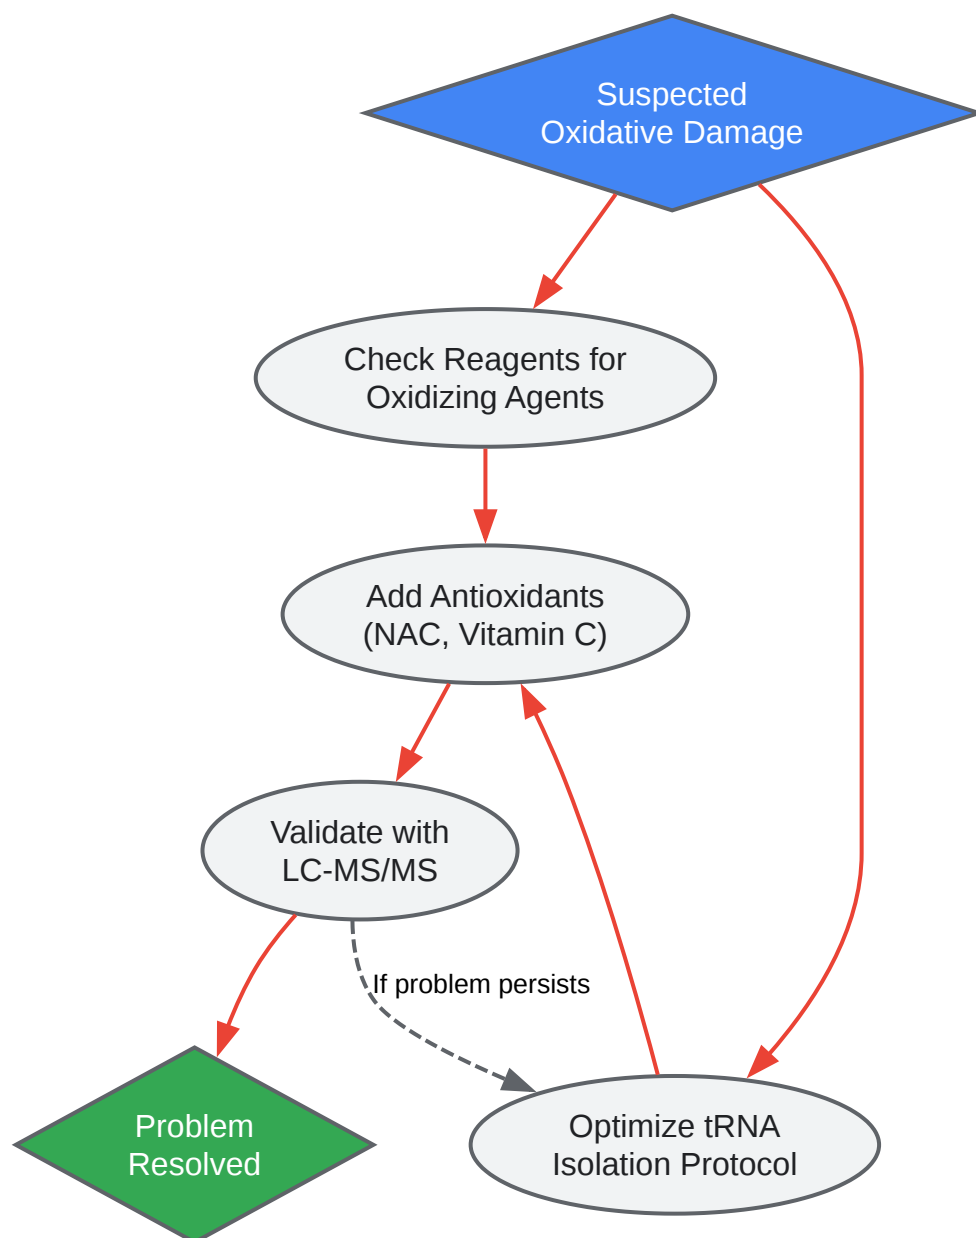 Suspected
Oxidative Damage
Check Reagents for
Oxidizing Agents
Add Antioxidants
(NAC, Vitamin C)
Validate with
LC-MS/MS
If problem persists
Problem
Resolved
Optimize tRNA
Isolation Protocol